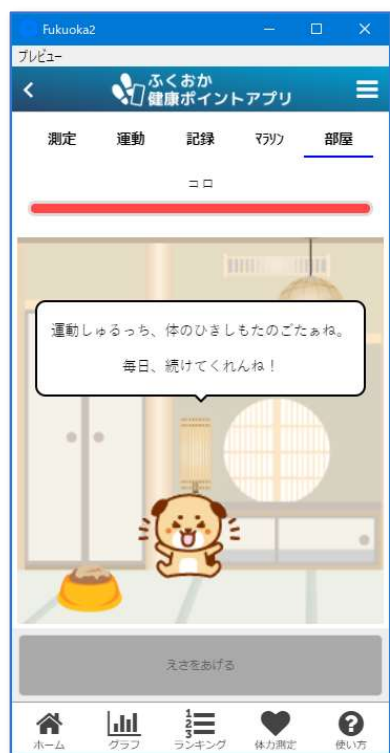 Fukuoka2
プレビュー
ふくおか
健康ポイントアプリ
測定 運動 記録 マラソン 部屋
コロ
運動しゅるっち、体のひきしもたのごたぁね。
毎日、続けてくれんね!
えさをあげる
ホーム グラフ ランキング 体力測定 使い方